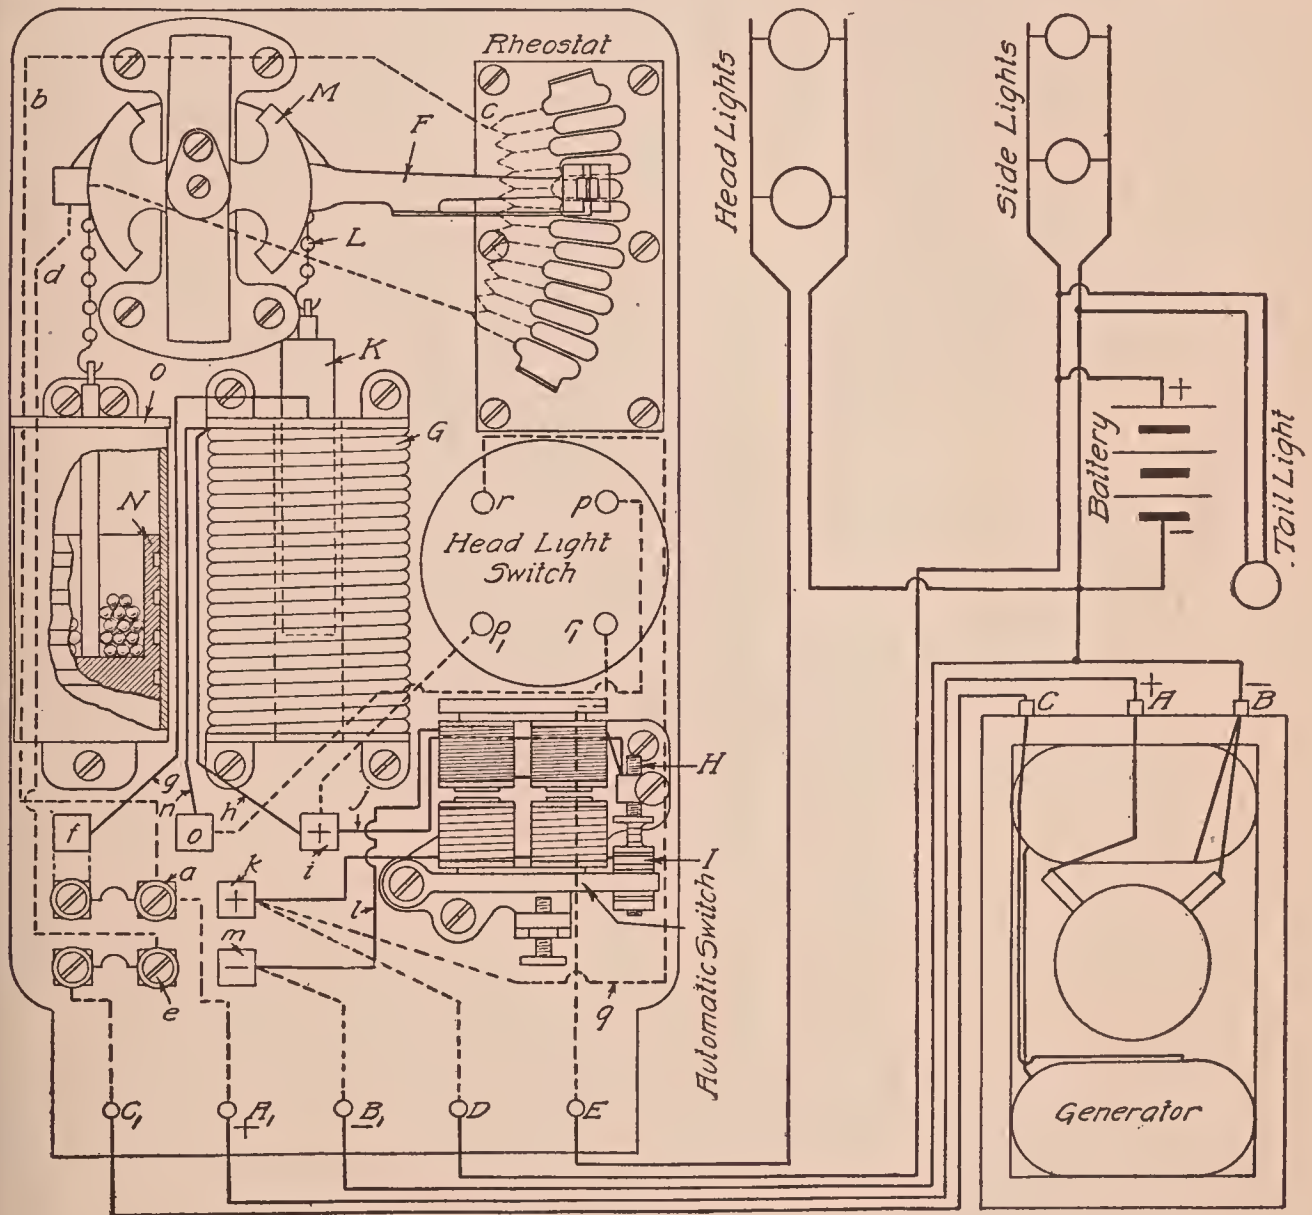 Rheostat
b
M
F
c
L
d
K
O
G
N
r
p
Head Light
Switch
p₁
r₁
g
n
h
j
H
f
o
+
i
I
a
k
+
l
m
−
e
q
Automatic Switch
C₁
A₁
+
B₁
−
D
E
Head Lights
Side Lights
+
Battery
−
Tail Light
C
+
A
−
B
Generator